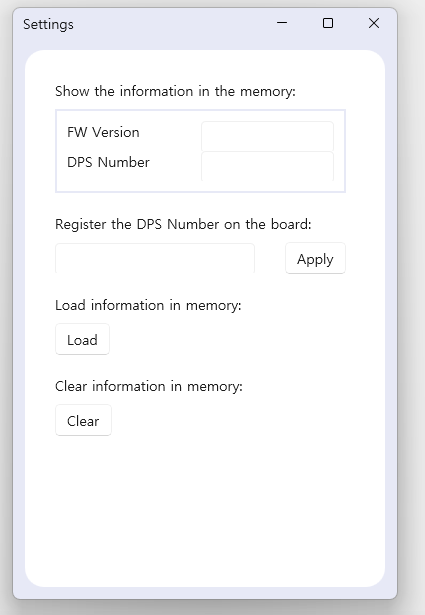 Settings
Show the information in the memory:
FW Version
DPS Number
Register the DPS Number on the board:
Apply
Load information in memory:
Load
Clear information in memory:
Clear